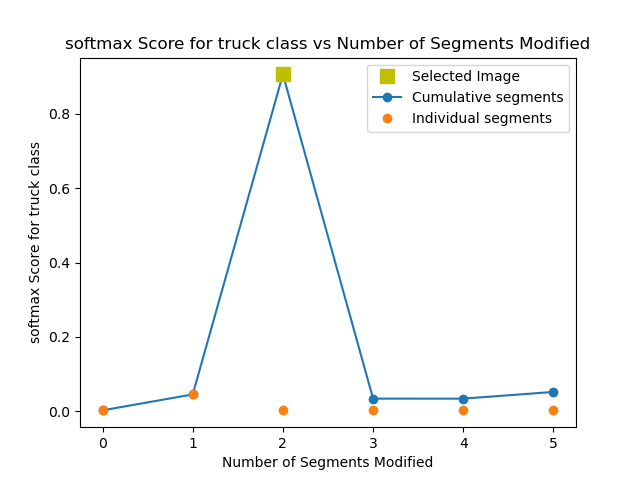 softmax Score for truck class vs Number of Segments Modified
Selected Image
Cumulative segments
Individual segments
softmax Score for truck class
0.8
0.6
0.4
0.2
0.0
0 1 2 3 4 5
Number of Segments Modified